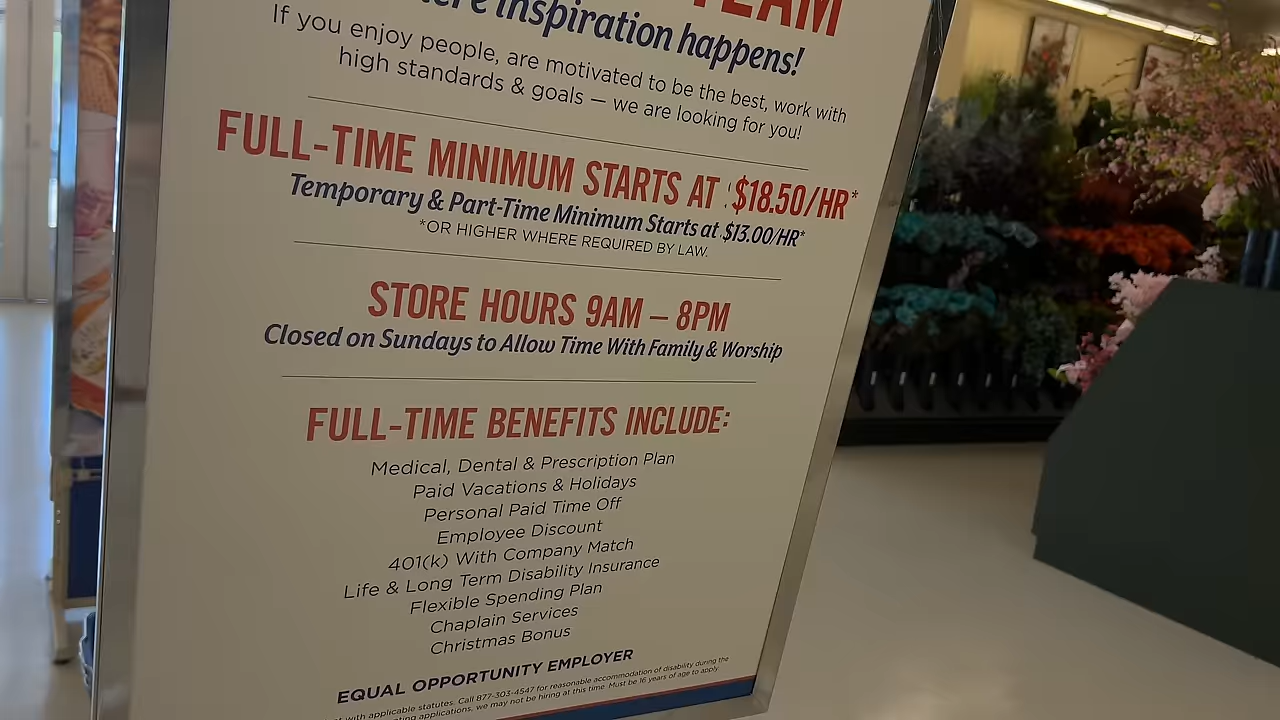 TEAM
inspiration happens!
If you enjoy people, are motivated to be the best, work with
high standards & goals — we are looking for you!
FULL-TIME MINIMUM STARTS AT $18.50/HR*
Temporary & Part-Time Minimum Starts at $13.00/HR*
*OR HIGHER WHERE REQUIRED BY LAW.
STORE HOURS 9AM – 8PM
Closed on Sundays to Allow Time With Family & Worship
FULL-TIME BENEFITS INCLUDE:
Medical, Dental & Prescription Plan
Paid Vacations & Holidays
Personal Paid Time Off
Employee Discount
401(k) With Company Match
Life & Long Term Disability Insurance
Flexible Spending Plan
Chaplain Services
Christmas Bonus
EQUAL OPPORTUNITY EMPLOYER
with applicable statutes. Call 877-303-4547 for reasonable accommodation of disability during the
applications, we may not be hiring at this time. Must be 16 years of age to apply.